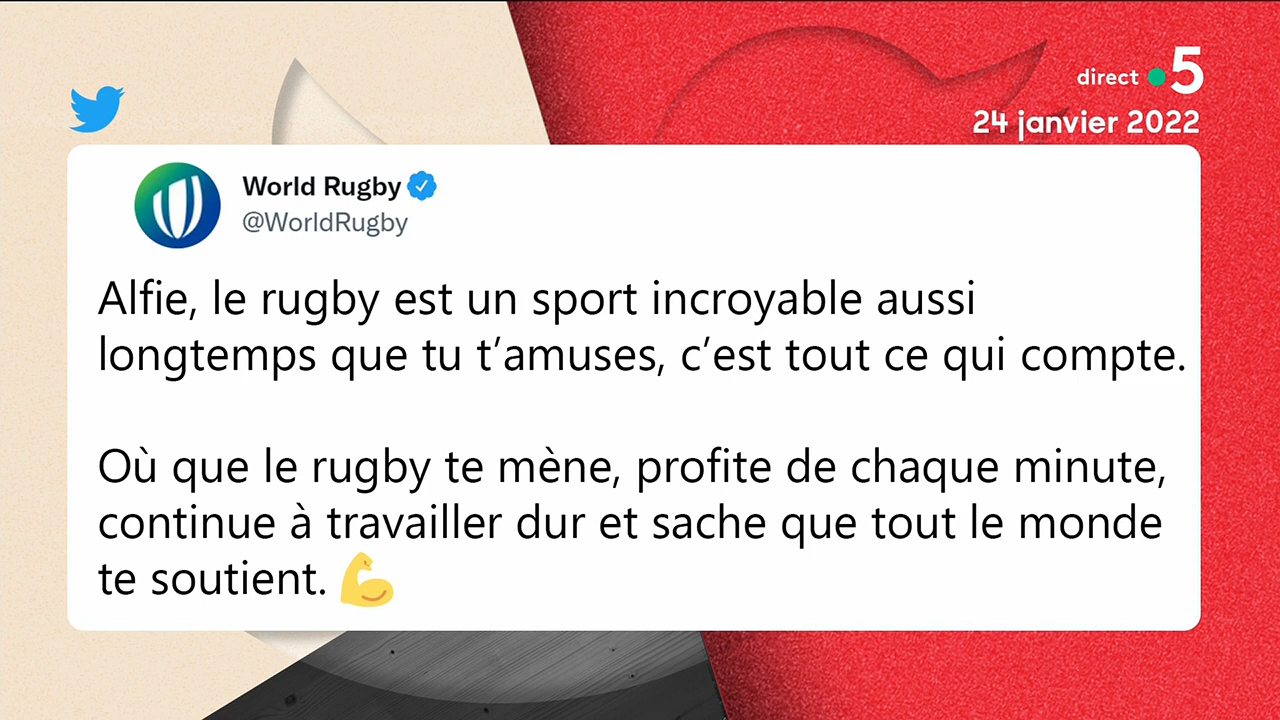 direct 5
24 janvier 2022
World Rugby
@WorldRugby
Alfie, le rugby est un sport incroyable aussi
longtemps que tu t’amuses, c’est tout ce qui compte.
Où que le rugby te mène, profite de chaque minute,
continue à travailler dur et sache que tout le monde
te soutient. 💪